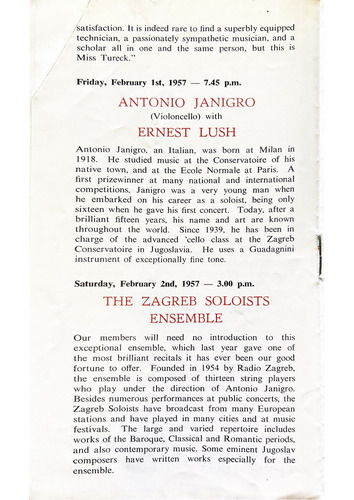 satisfaction. It is indeed rare to find a superbly equipped
technician, a passionately sympathetic musician, and a
scholar all in one and the same person, but this is
Miss Tureck."
Friday, February 1st, 1957 — 7.45 p.m.
ANTONIO JANIGRO
(Violoncello) with
ERNEST LUSH
Antonio Janigro, an Italian, was born at Milan in
1918. He studied music at the Conservatoire of his
native town, and at the Ecole Normale at Paris. A
first prizewinner at many national and international
competitions, Janigro was a very young man when
he embarked on his career as a soloist, being only
sixteen when he gave his first concert. Today, after a
brilliant fifteen years, his name and art are known
throughout the world. Since 1939, he has been in
charge of the advanced 'cello class at the Zagreb
Conservatoire in Jugoslavia. He uses a Guadagnini
instrument of exceptionally fine tone.
Saturday, February 2nd, 1957 — 3.00 p.m.
THE ZAGREB SOLOISTS
ENSEMBLE
Our members will need no introduction to this
exceptional ensemble, which last year gave one of
the most brilliant recitals it has ever been our good
fortune to offer. Founded in 1954 by Radio Zagreb,
the ensemble is composed of thirteen string players
who play under the direction of Antonio Janigro.
Besides numerous performances at public concerts, the
Zagreb Soloists have broadcast from many European
stations and have played in many cities and at music
festivals. The large and varied repertoire includes
works of the Baroque, Classical and Romantic periods,
and also contemporary music. Some eminent Jugoslav
composers have written works especially for the
ensemble.